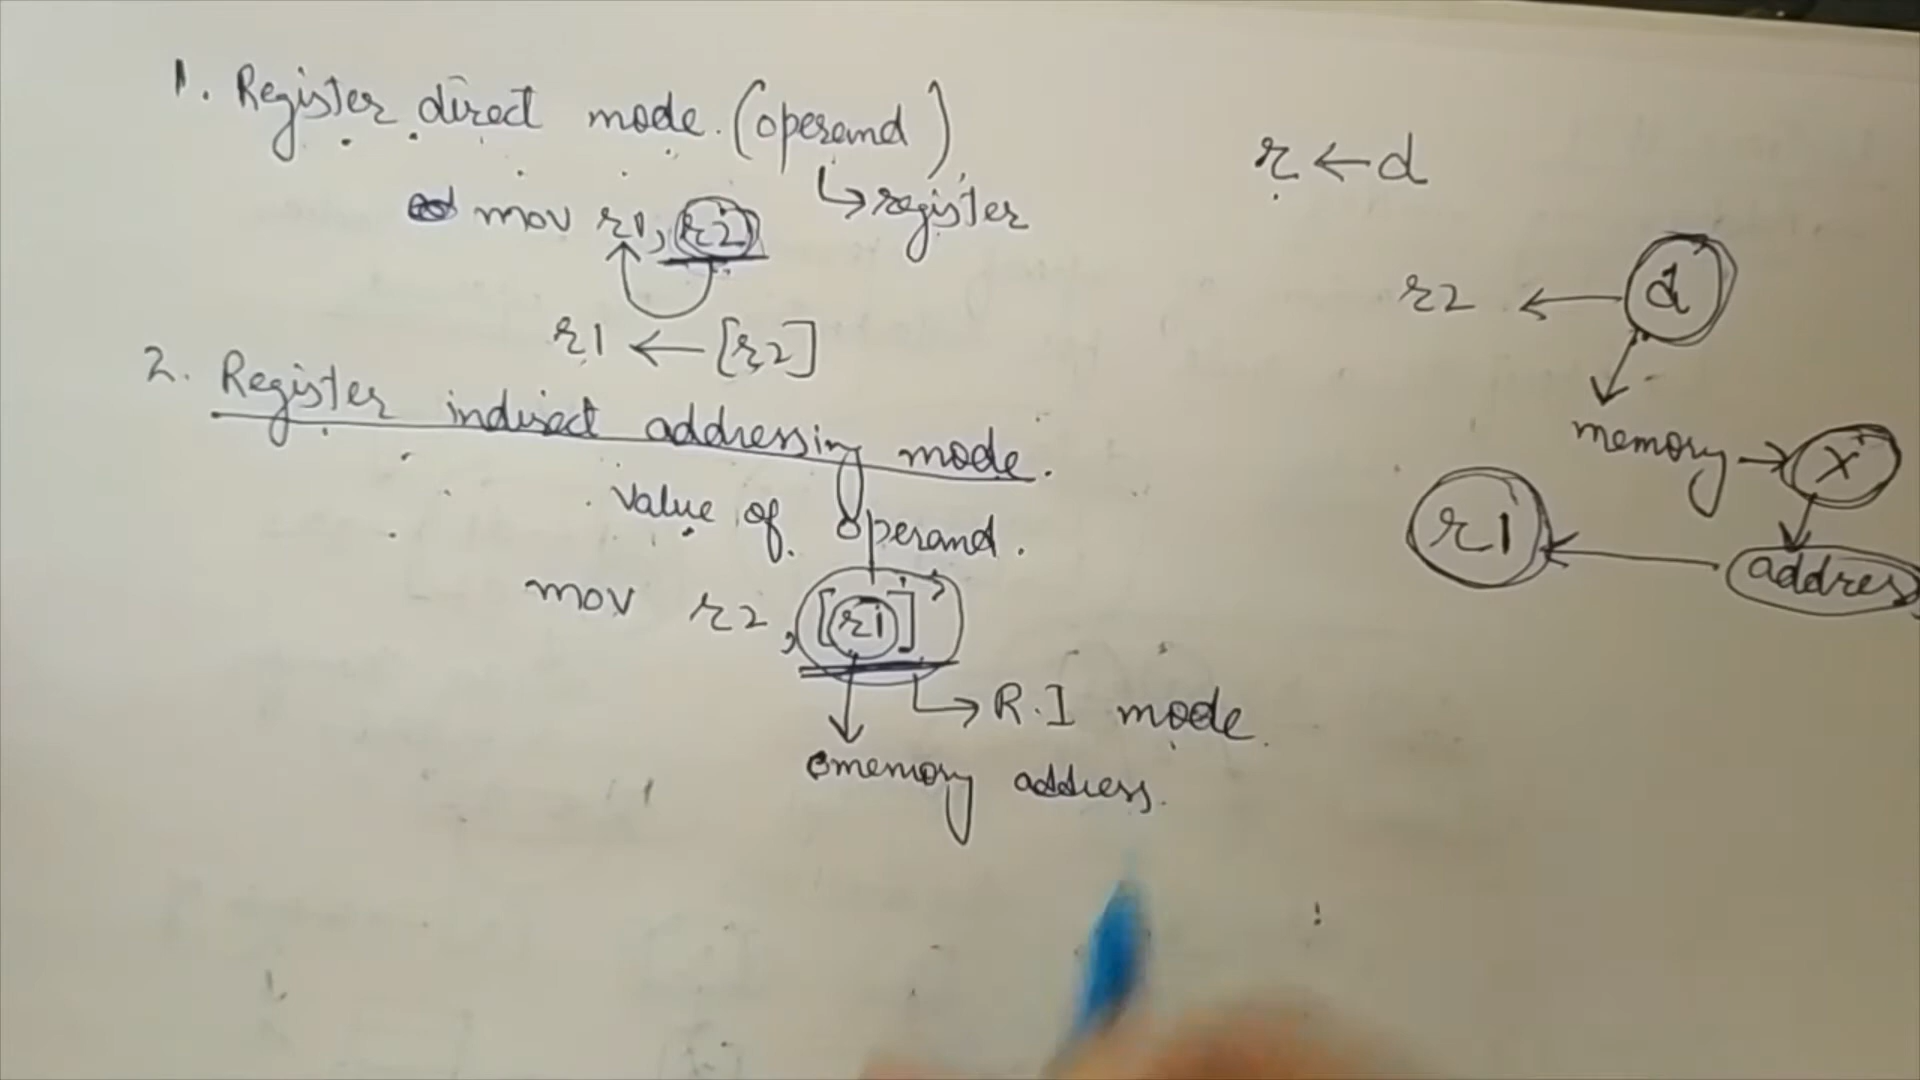 1. Register direct mode. (operand)
↳ register
mov r1, r2
r1 ← [r2]
2. Register indirect addressing mode.
value of operand.
mov r2, [r1]
↳ R.I mode.
memory address.
r ← d
r2 ← d
memory → x
r1 ← address